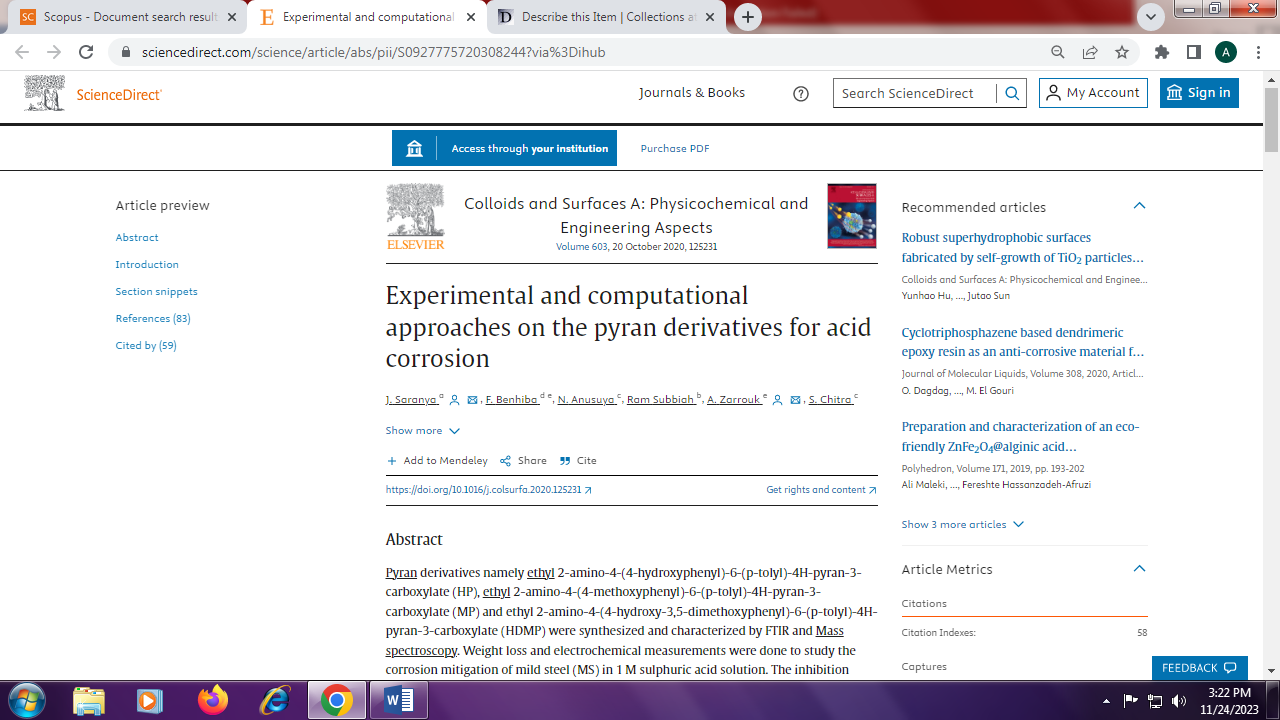 Scopus - Document search result
Experimental and computational
Describe this Item | Collections at
sciencedirect.com/science/article/abs/pii/S0927775720308244?via%3Dihub
A
ScienceDirect
Journals & Books
Search ScienceDirect
My Account
Sign in
Access through your institution
Purchase PDF
Article preview
Abstract
Introduction
Section snippets
References (83)
Cited by (59)
ELSEVIER
Colloids and Surfaces A: Physicochemical and
Engineering Aspects
Volume 603, 20 October 2020, 125231
Experimental and computational
approaches on the pyran derivatives for acid
corrosion
J. Saranya a, F. Benhiba d e, N. Anusuya c, Ram Subbiah b, A. Zarrouk e, S. Chitra c
Show more
Add to Mendeley Share Cite
https://doi.org/10.1016/j.colsurfa.2020.125231
Get rights and content
Abstract
Pyran derivatives namely ethyl 2-amino-4-(4-hydroxyphenyl)-6-(p-tolyl)-4H-pyran-3-
carboxylate (HP), ethyl 2-amino-4-(4-methoxyphenyl)-6-(p-tolyl)-4H-pyran-3-
carboxylate (MP) and ethyl 2-amino-4-(4-hydroxy-3,5-dimethoxyphenyl)-6-(p-tolyl)-4H-
pyran-3-carboxylate (HDMP) were synthesized and characterized by FTIR and Mass
spectroscopy. Weight loss and electrochemical measurements were done to study the
corrosion mitigation of mild steel (MS) in 1 M sulphuric acid solution. The inhibition
Recommended articles
Robust superhydrophobic surfaces
fabricated by self-growth of TiO2 particles…
Colloids and Surfaces A: Physicochemical and Enginee…
Yunhao Hu, …, Jutao Sun
Cyclotriphosphazene based dendrimeric
epoxy resin as an anti-corrosive material f…
Journal of Molecular Liquids, Volume 308, 2020, Articl…
O. Dagdag, …, M. El Gouri
Preparation and characterization of an eco-
friendly ZnFe2O4@alginic acid…
Polyhedron, Volume 171, 2019, pp. 193-202
Ali Maleki, …, Fereshte Hassanzadeh-Afruzi
Show 3 more articles
Article Metrics
Citations
Citation Indexes: 58
Captures
FEEDBACK
3:22 PM
11/24/2023